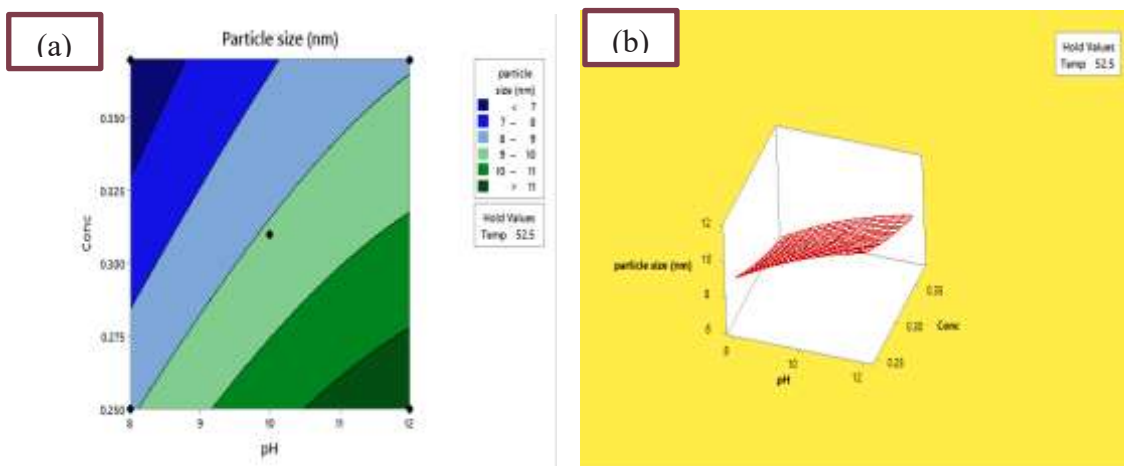 (a)
Particle size (nm)
particle
size (nm)
< 7
7 – 8
8 – 9
9 – 10
10 – 11
> 11
Hold Values
Temp 52.5
Conc
0.350
0.325
0.300
0.275
0.250
8
9
10
11
12
pH
(b)
Hold Values
Temp 52.5
particle size (nm)
12
10
8
6
8
10
12
pH
0.35
0.30
0.25
Conc